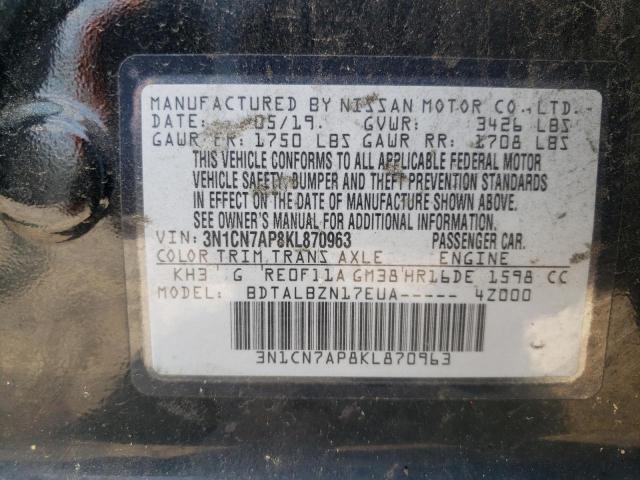 MANUFACTURED BY NISSAN MOTOR CO., LTD.
DATE: 05/19. GVWR: 3426 LBS
GAWR FR: 1750 LBS GAWR RR: 1708 LBS
THIS VEHICLE CONFORMS TO ALL APPLICABLE FEDERAL MOTOR
VEHICLE SAFETY, BUMPER AND THEFT PREVENTION STANDARDS
IN EFFECT ON THE DATE OF MANUFACTURE SHOWN ABOVE.
SEE OWNER'S MANUAL FOR ADDITIONAL INFORMATION.
VIN: 3N1CN7AP8KL870963 PASSENGER CAR.
COLOR TRIM,TRANS AXLE ENGINE
KH3 G RE0F11A GM38 HR16DE 1598 CC
MODEL: BDTALBZN17EUA----- 4Z000
3N1CN7AP8KL870963